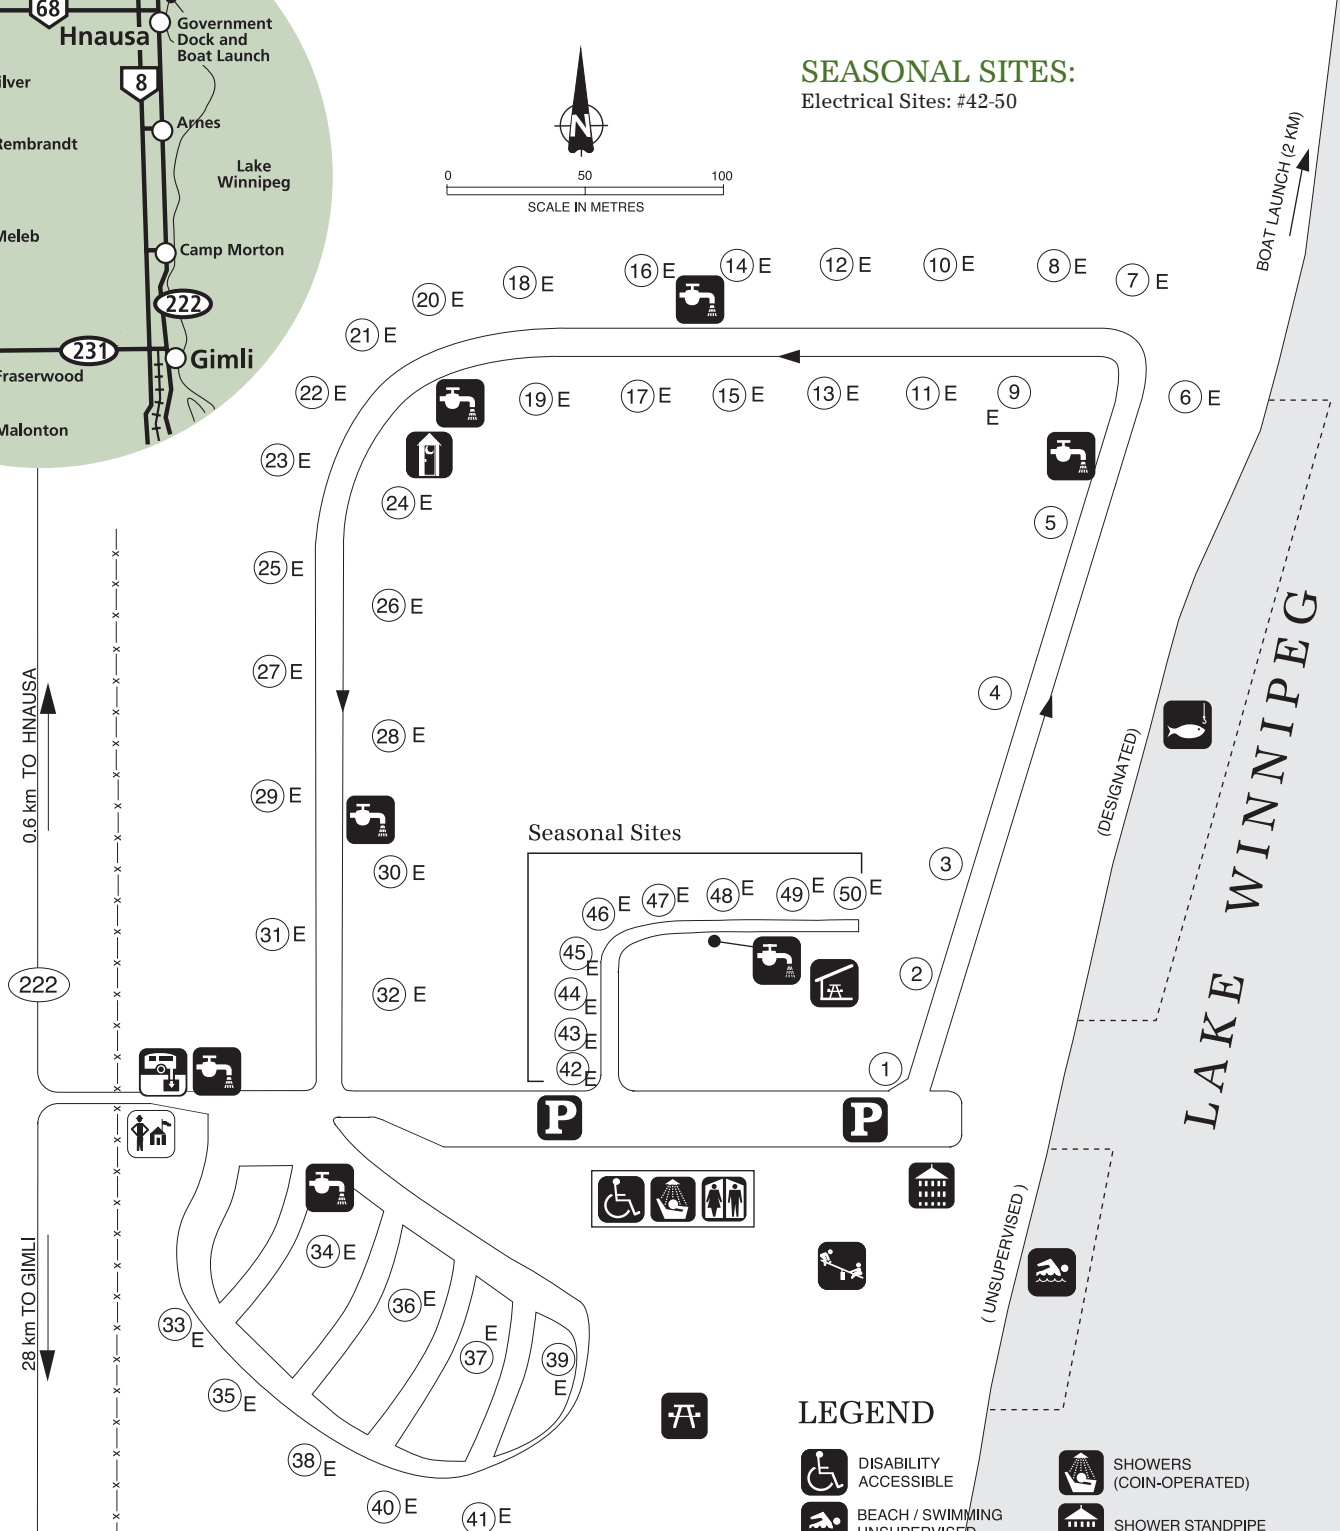 68
Hnausa
Government
Dock and
Boat Launch
ilver
8
Arnes
Rembrandt
Lake
Winnipeg
Meleb
Camp Morton
222
231
Gimli
Fraserwood
Malonton
N
0 50 100
SCALE IN METRES
SEASONAL SITES:
Electrical Sites: #42-50
BOAT LAUNCH (2 KM)
16 E
14 E
12 E
10 E
8 E
7 E
18 E
20 E
21 E
22 E
19 E
17 E
15 E
13 E
11 E
9
E
6 E
23 E
24 E
5
25 E
26 E
27 E
4
28 E
29 E
30 E
3
31 E
32 E
2
1
0.6 km TO HNAUSA
222
28 km TO GIMLI
Seasonal Sites
46 E
47 E
48 E
49 E
50 E
45 E
44 E
43 E
42 E
P
P
(DESIGNATED)
LAKE WINNIPEG
( UNSUPERVISED )
34 E
36 E
33 E
37 E
39
E
35 E
38 E
40 E
41 E
LEGEND
DISABILITY
ACCESSIBLE
BEACH / SWIMMING
UNSUPERVISED
SHOWERS
(COIN-OPERATED)
SHOWER STANDPIPE